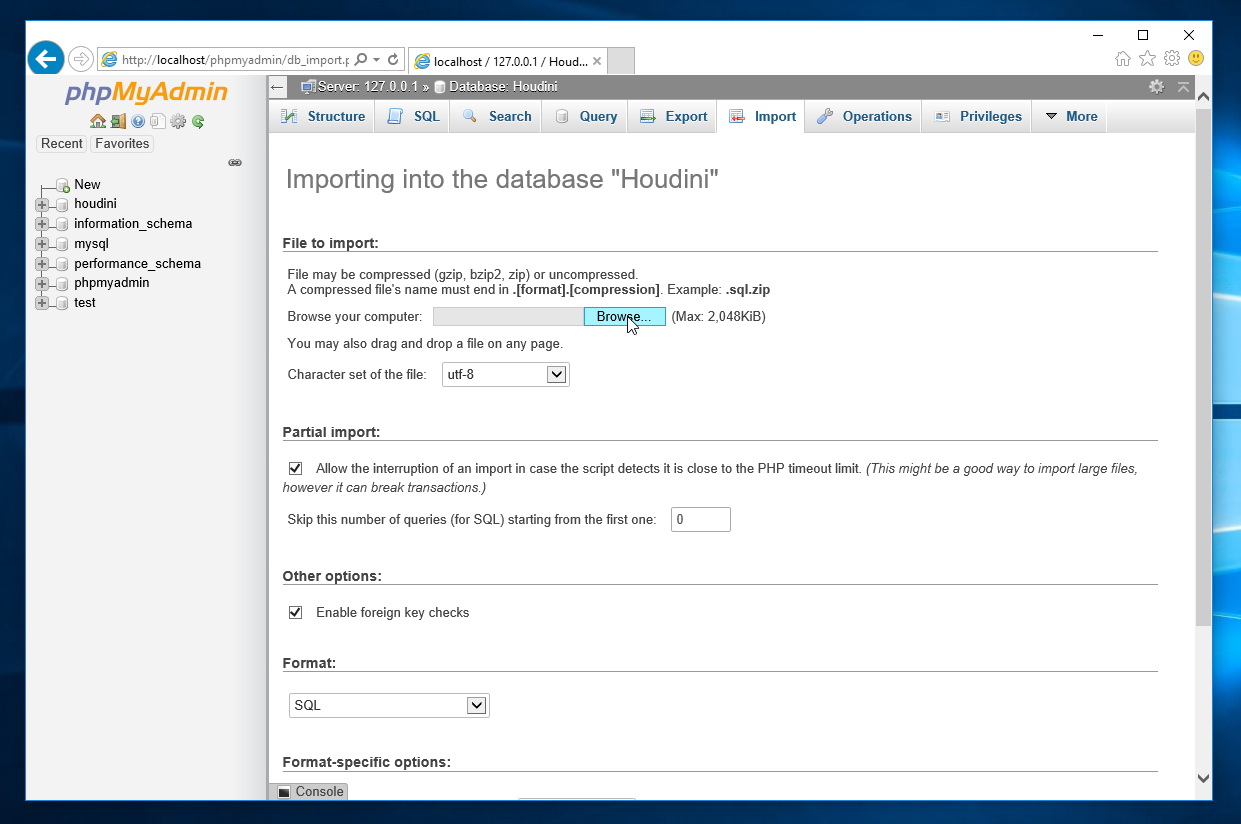 http://localhost/phpmyadmin/db_import.p
localhost / 127.0.0.1 / Houd...
phpMyAdmin
Recent
Favorites
New
houdini
information_schema
mysql
performance_schema
phpmyadmin
test
Server: 127.0.0.1 » Database: Houdini
Structure
SQL
Search
Query
Export
Import
Operations
Privileges
More
Importing into the database "Houdini"
File to import:
File may be compressed (gzip, bzip2, zip) or uncompressed.
A compressed file's name must end in .[format].[compression]. Example: .sql.zip
Browse your computer:
Browse...
(Max: 2,048KiB)
You may also drag and drop a file on any page.
Character set of the file:
utf-8
Partial import:
Allow the interruption of an import in case the script detects it is close to the PHP timeout limit. (This might be a good way to import large files,
however it can break transactions.)
Skip this number of queries (for SQL) starting from the first one:
0
Other options:
Enable foreign key checks
Format:
SQL
Format-specific options:
Console